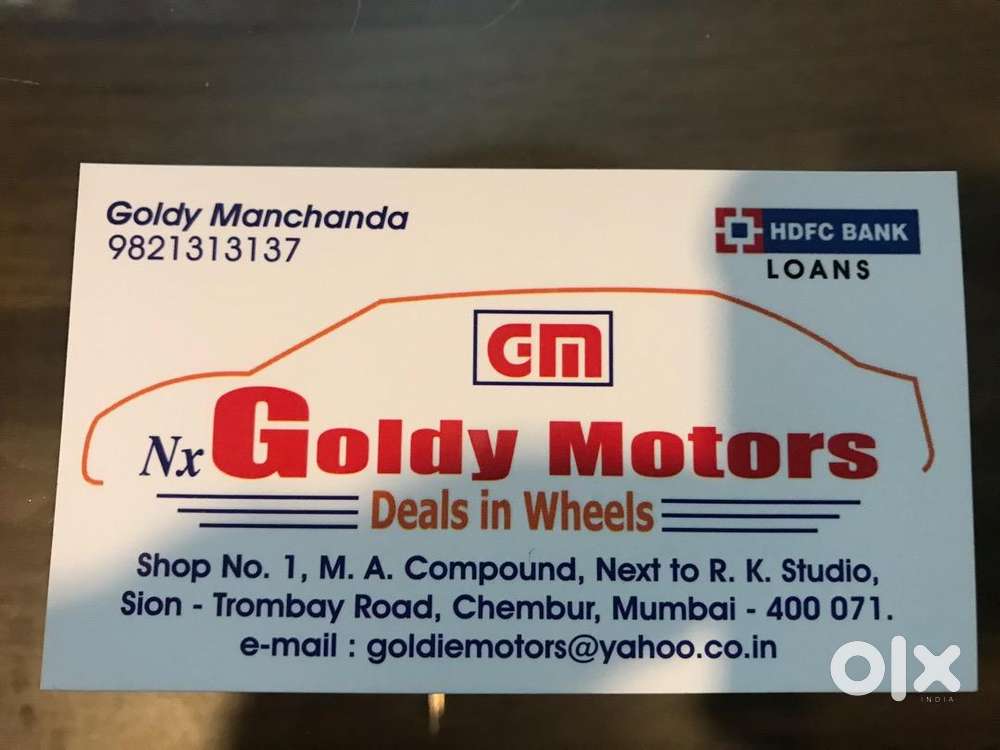 Goldy Manchanda
9821313137
HDFC BANK
LOANS
GM
Nx Goldy Motors
Deals in Wheels
Shop No. 1, M. A. Compound, Next to R. K. Studio,
Sion - Trombay Road, Chembur, Mumbai - 400 071.
e-mail : goldiemotors@yahoo.co.in
olx
INDIA